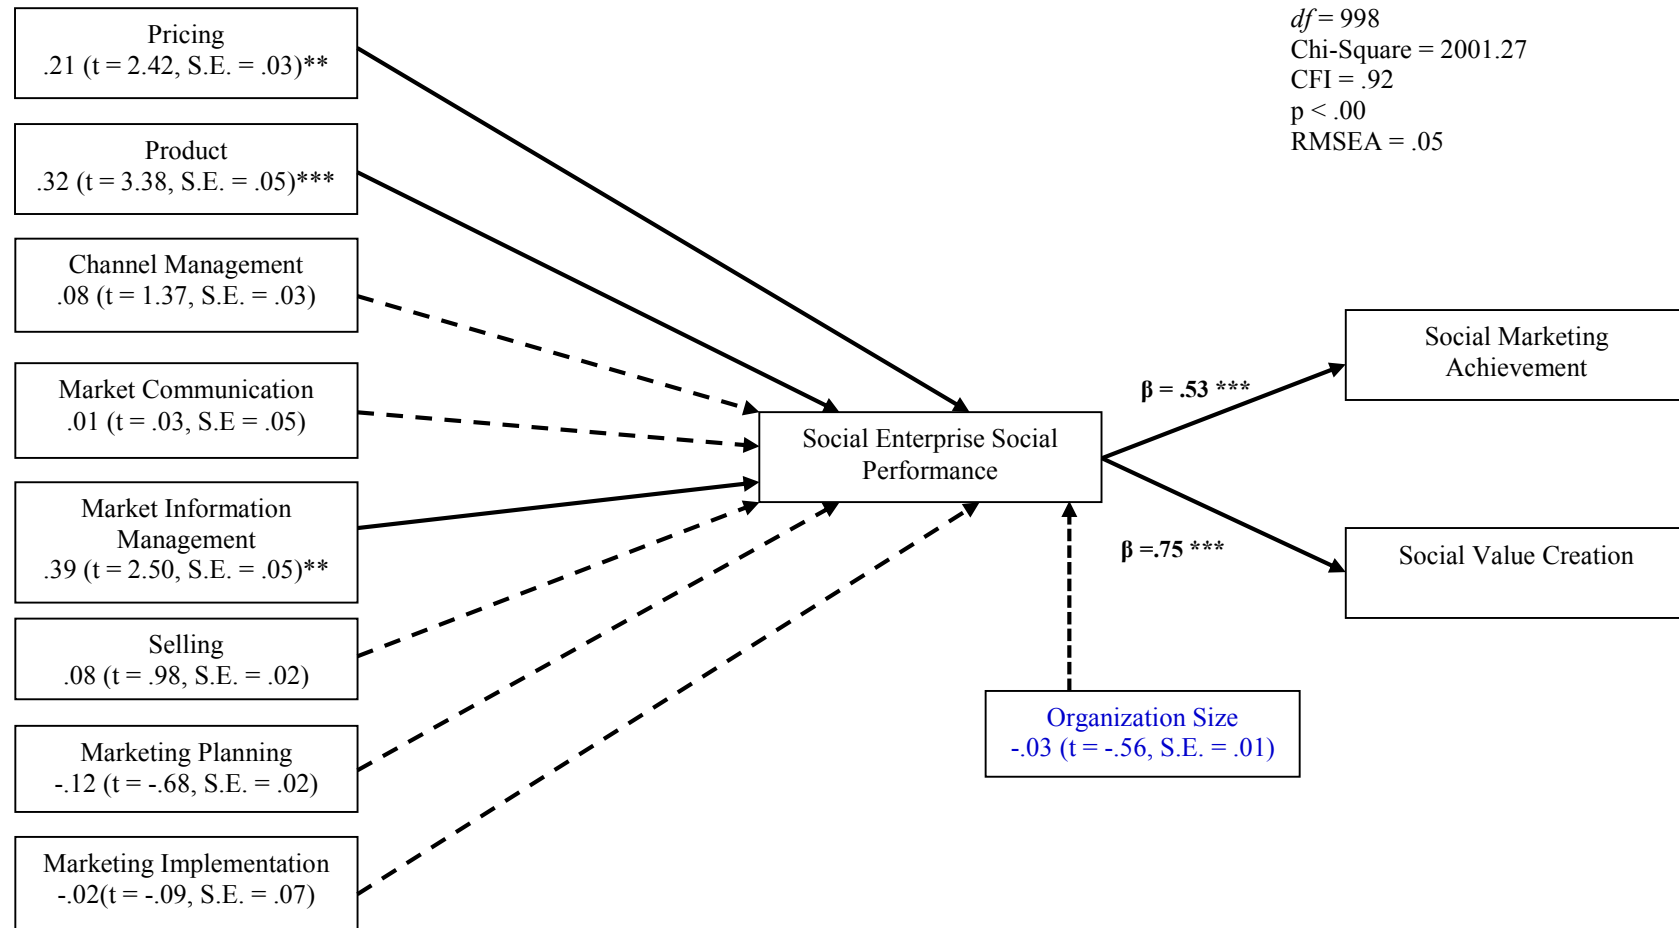 Pricing
.21 (t = 2.42, S.E. = .03)**
Product
.32 (t = 3.38, S.E. = .05)***
Channel Management
.08 (t = 1.37, S.E. = .03)
Market Communication
.01 (t = .03, S.E = .05)
Market Information
Management
.39 (t = 2.50, S.E. = .05)**
Selling
.08 (t = .98, S.E. = .02)
Marketing Planning
-.12 (t = -.68, S.E. = .02)
Marketing Implementation
-.02(t = -.09, S.E. = .07)
Social Enterprise Social
Performance
Organization Size
-.03 (t = -.56, S.E. = .01)
β = .53 ***
β =.75 ***
Social Marketing
Achievement
Social Value Creation
df = 998
Chi-Square = 2001.27
CFI = .92
p < .00
RMSEA = .05